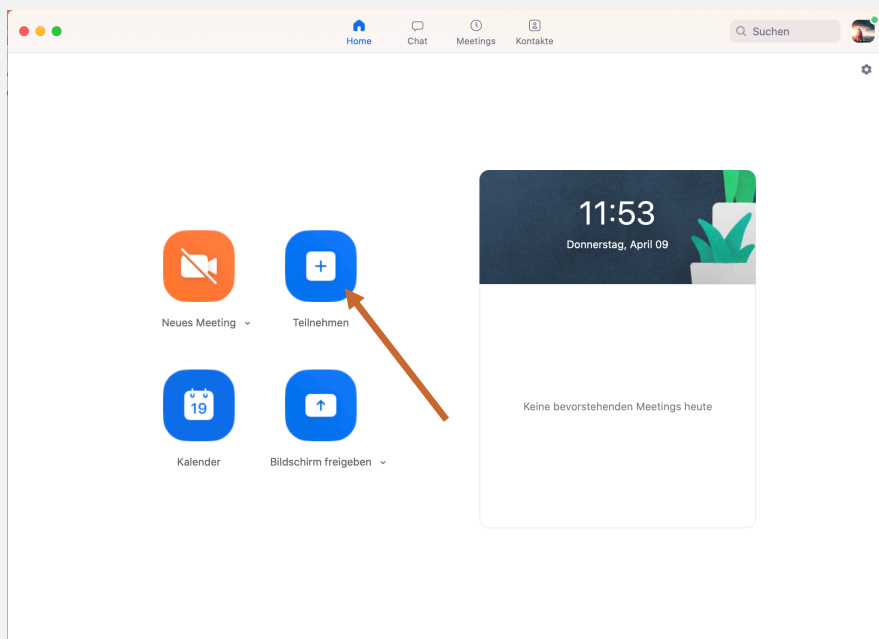 Home
Chat
Meetings
Kontakte
Suchen
11:53
Donnerstag, April 09
Neues Meeting
Teilnehmen
19
Kalender
Bildschirm freigeben
Keine bevorstehenden Meetings heute